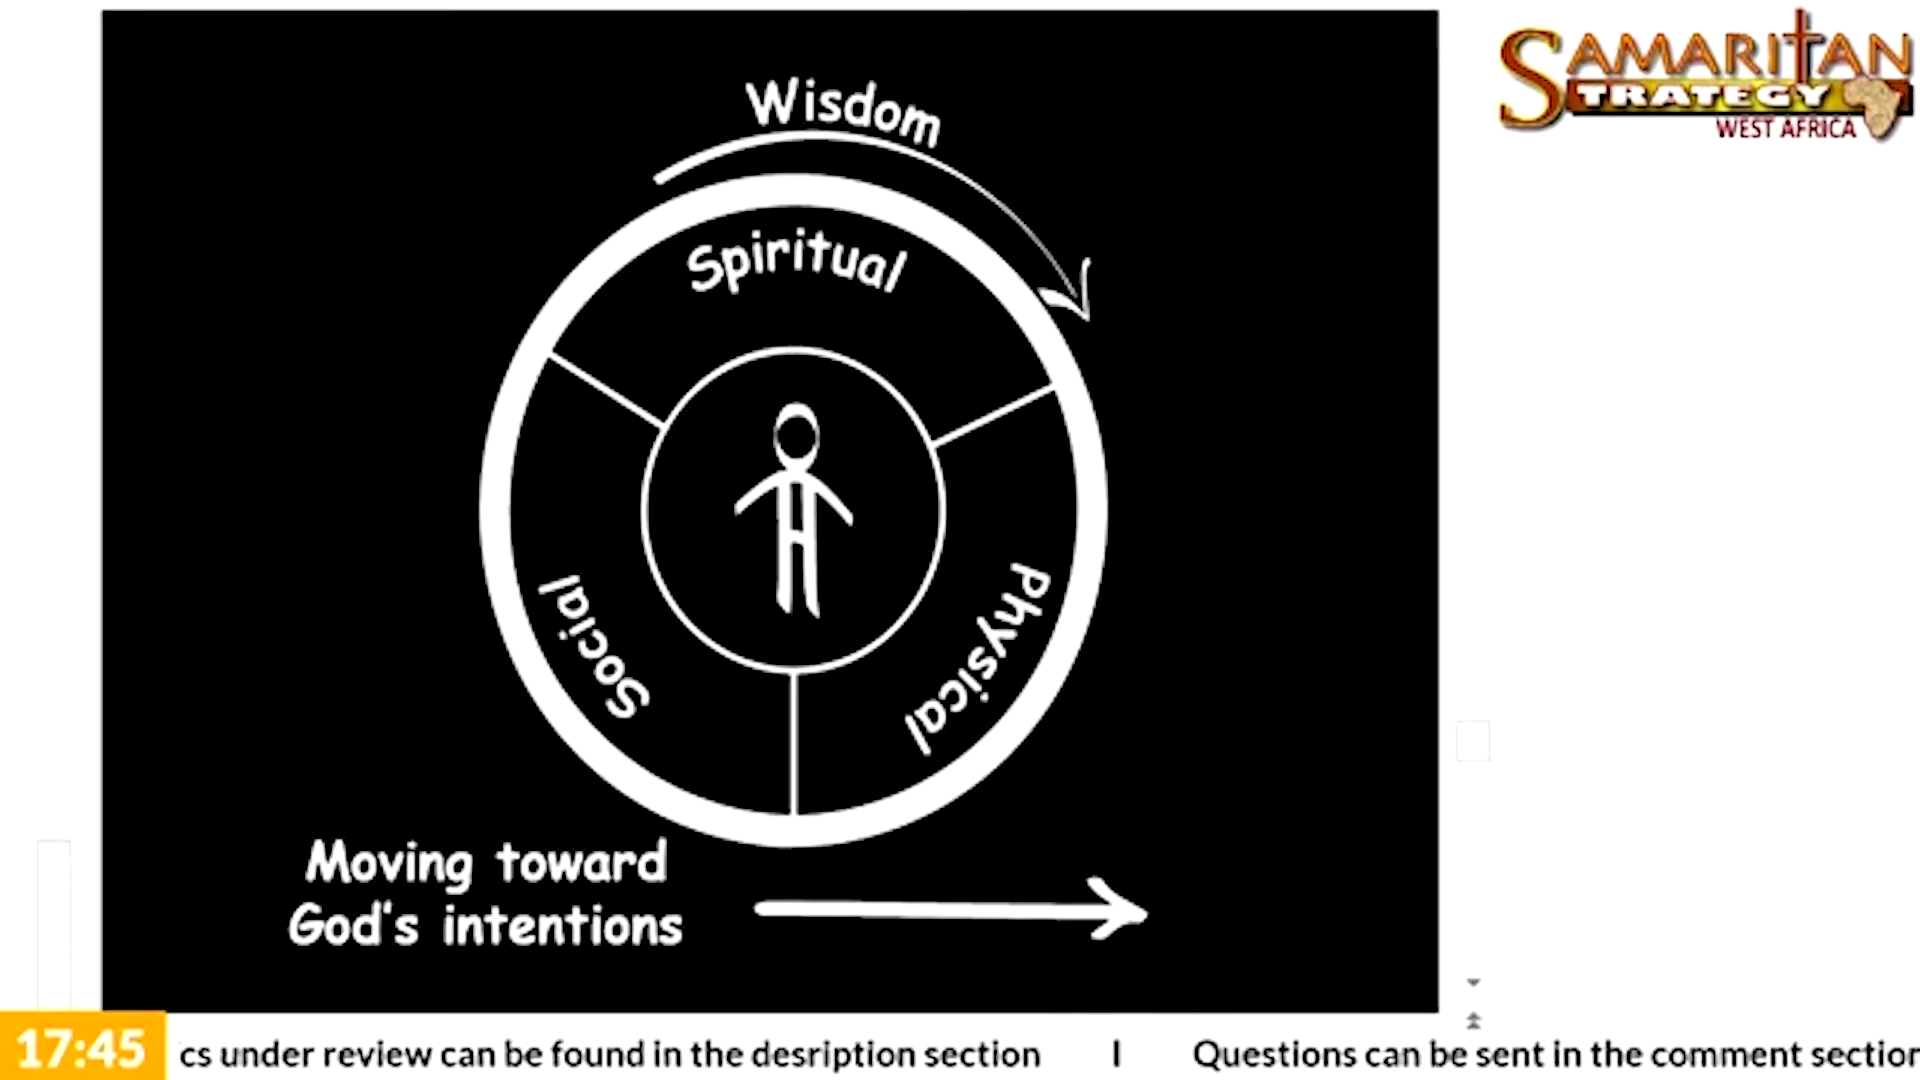 SAMARITAN
STRATEGY
WEST AFRICA
Wisdom
Spiritual
Social
Physical
Moving toward
God's intentions
17:45
cs under review can be found in the desription section | Questions can be sent in the comment section